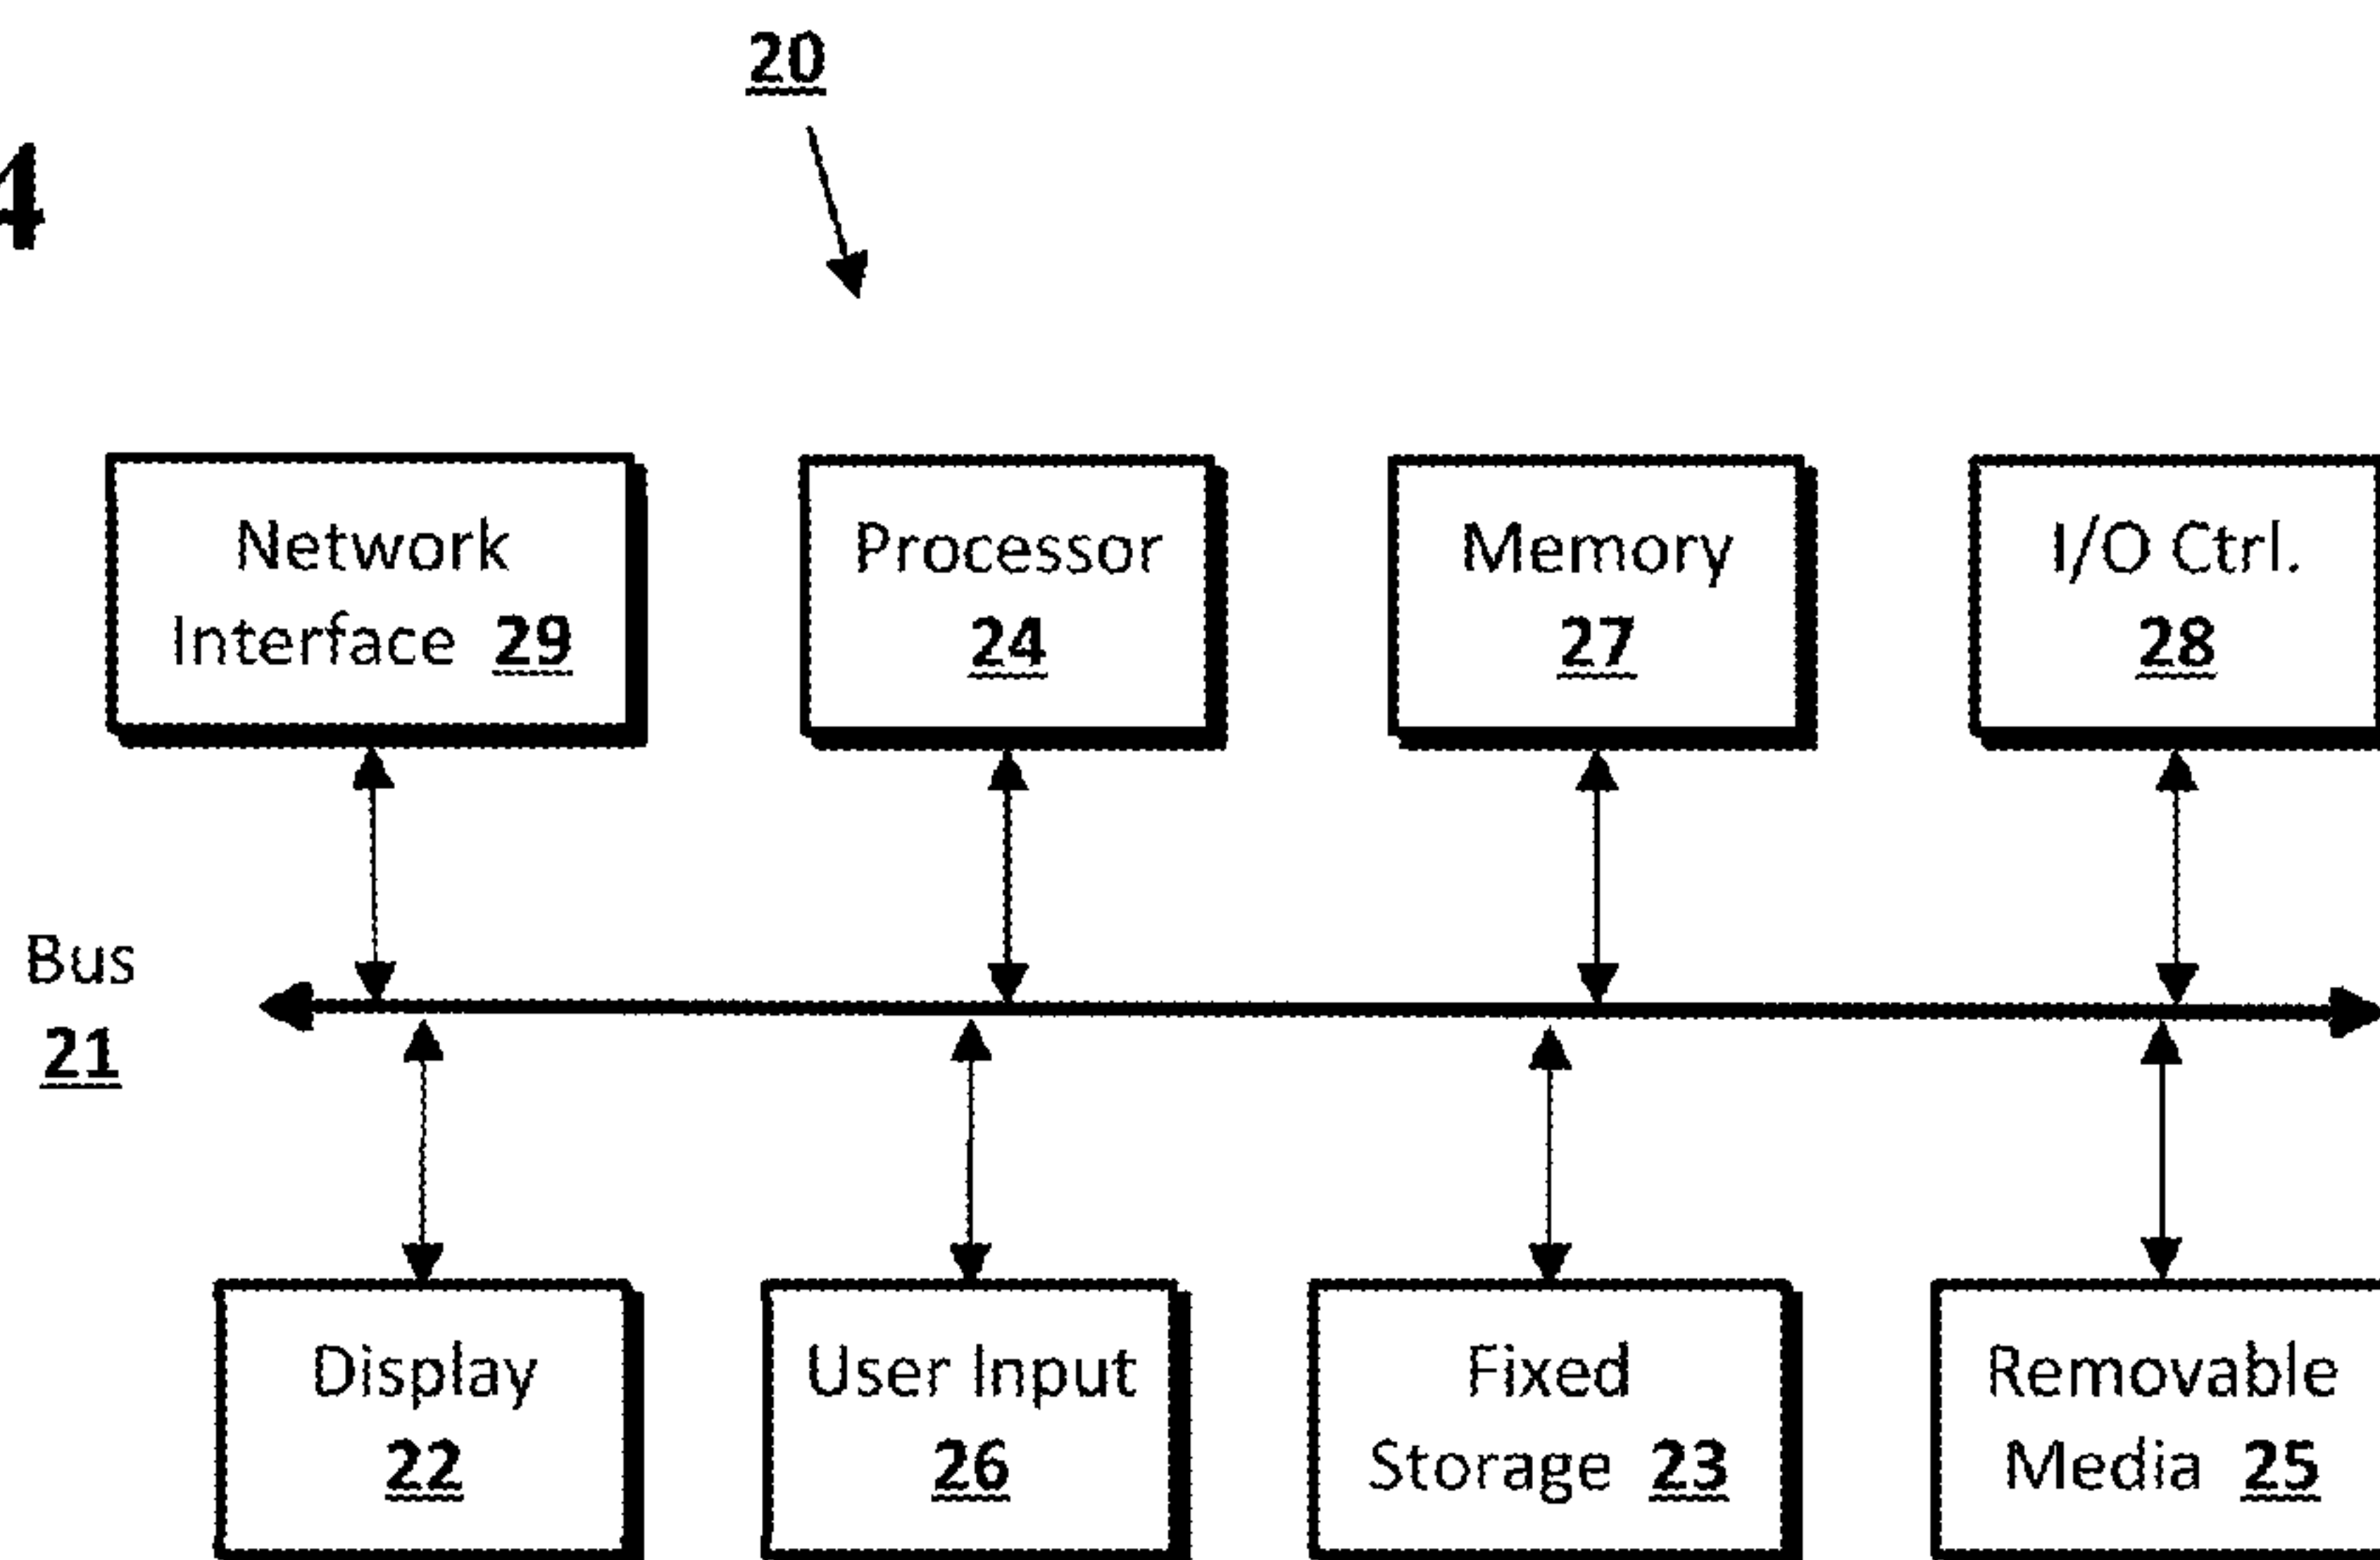 20
4
Network
Interface 29
Processor
24
Memory
27
I/O Ctrl.
28
Bus
21
Display
22
User Input
26
Fixed
Storage 23
Removable
Media 25